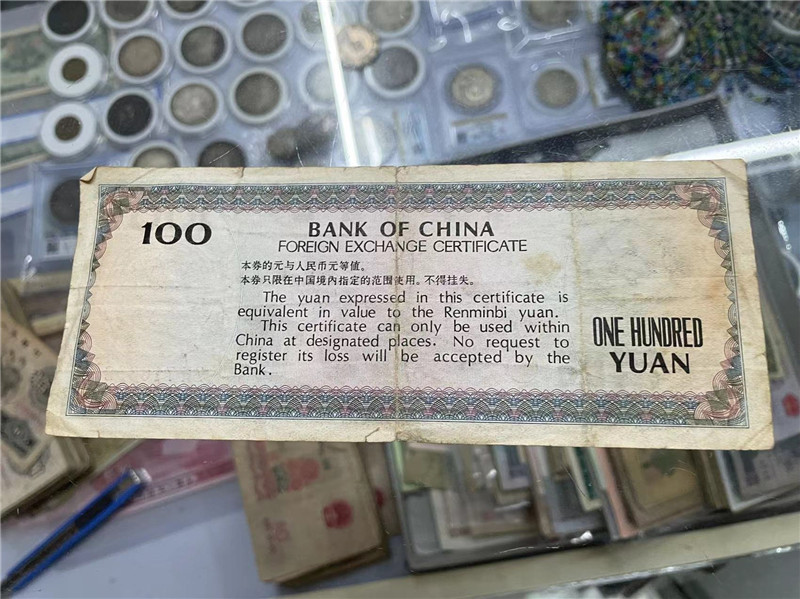 100
BANK OF CHINA
FOREIGN EXCHANGE CERTIFICATE
本券的元与人民币元等值。
本券只限在中国境内指定的范围使用。不得挂失。
The yuan expressed in this certificate is
equivalent in value to the Renminbi yuan.
This certificate can only be used within
China at designated places. No request to
register its loss will be accepted by the
Bank.
ONE HUNDRED
YUAN